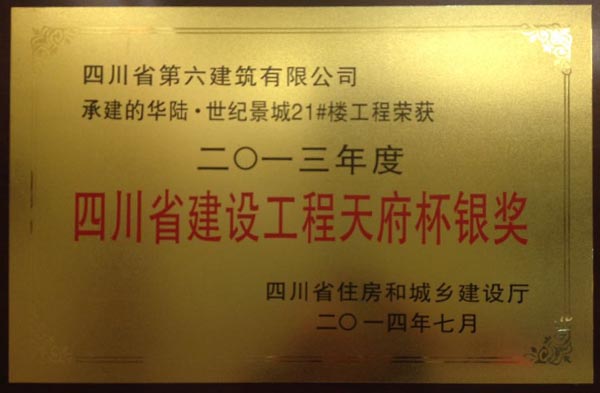 四川省第六建筑有限公司
承建的华陆·世纪景城21#楼工程荣获
二〇一三年度
四川省建设工程天府杯银奖
四川省住房和城乡建设厅
二〇一四年七月